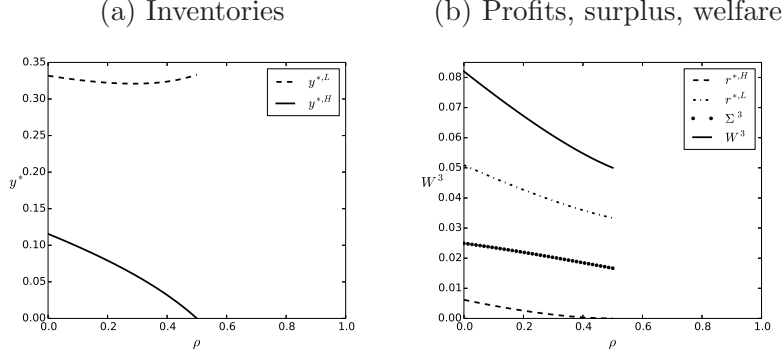 (a) Inventories
0.35
0.30
0.25
0.20
0.15
0.10
0.05
0.00
y*
0.0 0.2 0.4 0.6 0.8 1.0
ρ
y*,L
y*,H
(b) Profits, surplus, welfare
0.08
0.07
0.06
0.05
0.04
0.03
0.02
0.01
0.00
W³
0.0 0.2 0.4 0.6 0.8 1.0
ρ
r*,H
r*,L
Σ³
W³